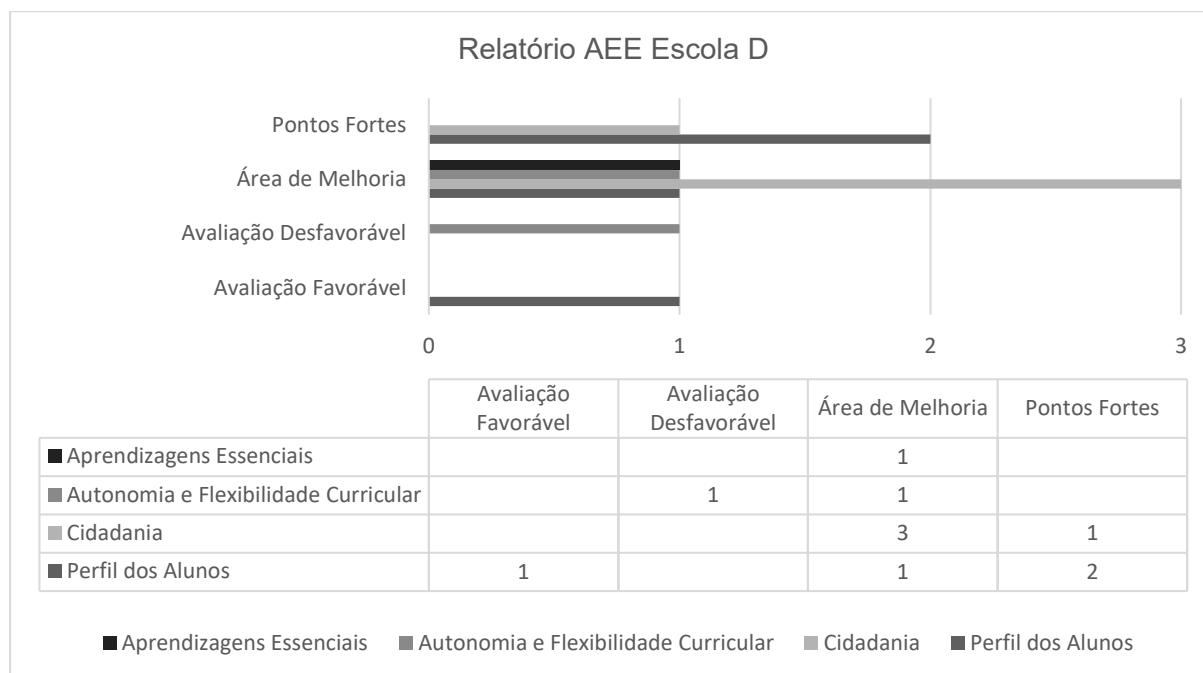 Relatório AEE Escola D
Pontos Fortes
Área de Melhoria
Avaliação Desfavorável
Avaliação Favorável
0 1 2 3
Avaliação Favorável Avaliação Desfavorável Área de Melhoria Pontos Fortes
Aprendizagens Essenciais 1
Autonomia e Flexibilidade Curricular 1 1
Cidadania 3 1
Perfil dos Alunos 1 1 2
Aprendizagens Essenciais Autonomia e Flexibilidade Curricular Cidadania Perfil dos Alunos